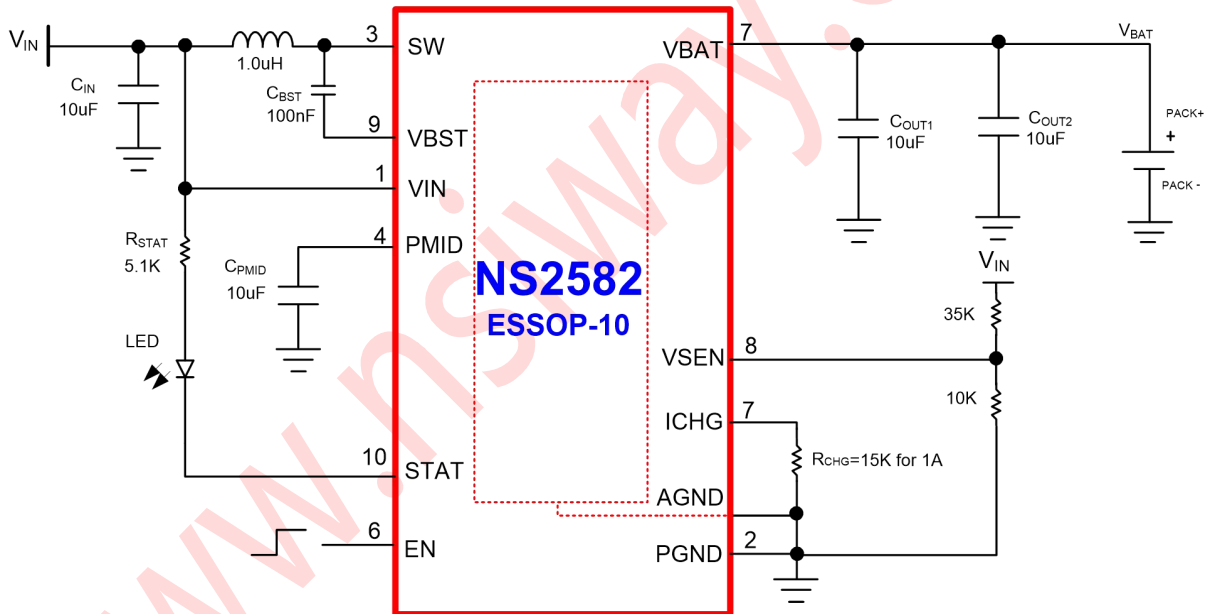 VIN
CIN
10uF
1.0uH
CBST
100nF
3
SW
9
VBST
1
VIN
RSTAT
5.1K
4
PMID
CPMID
10uF
LED
10
STAT
6
EN
NS2582
ESSOP-10
VBAT
7
VBAT
COUT1
10uF
COUT2
10uF
PACK+
+
PACK -
VIN
35K
VSEN
8
10K
ICHG
7
RCHG=15K for 1A
AGND
PGND
2
www.nsiway.c